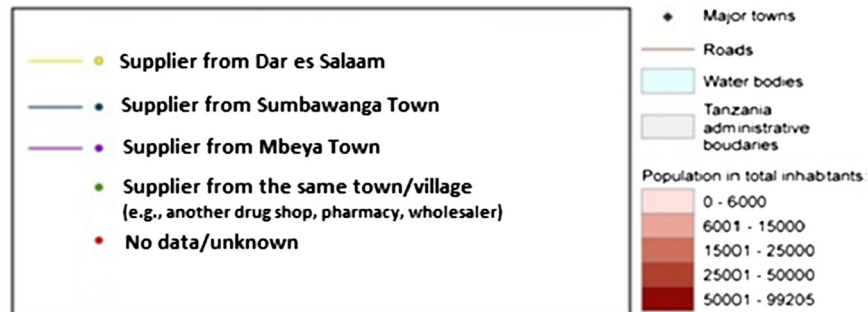 Supplier from Dar es Salaam
Supplier from Sumbawanga Town
Supplier from Mbeya Town
Supplier from the same town/village
(e.g., another drug shop, pharmacy, wholesaler)
No data/unknown
Major towns
Roads
Water bodies
Tanzania
administrative
boudaries
Population in total inhabtants:
0 - 6000
6001 - 15000
15001 - 25000
25001 - 50000
50001 - 99205